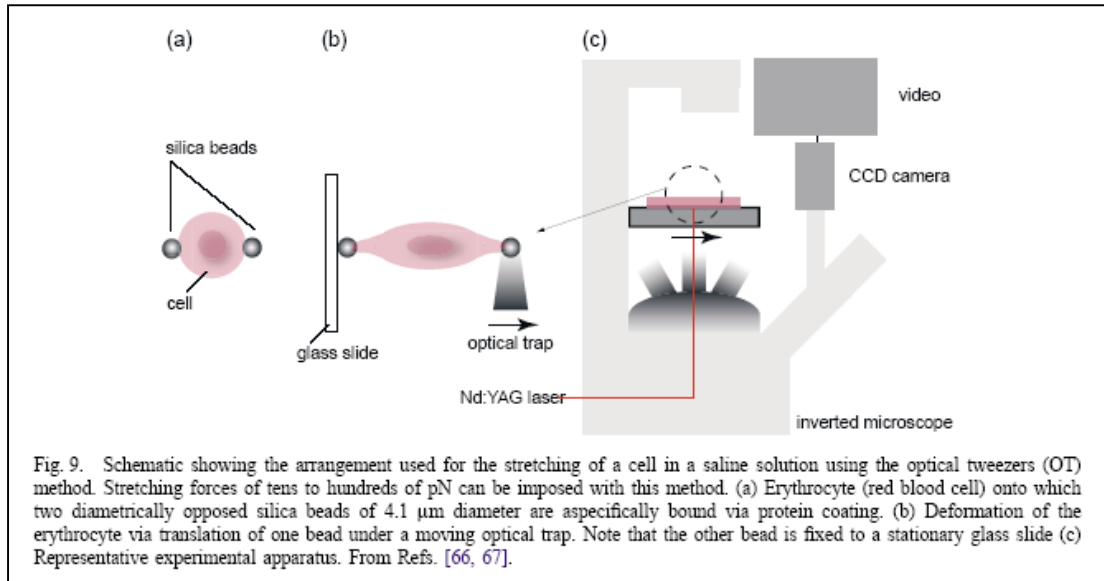 (a)
(b)
(c)
video
silica beads
CCD camera
cell
glass slide
optical trap
Nd:YAG laser
inverted microscope
Fig. 9. Schematic showing the arrangement used for the stretching of a cell in a saline solution using the optical tweezers (OT)
method. Stretching forces of tens to hundreds of pN can be imposed with this method. (a) Erythrocyte (red blood cell) onto which
two diametrically opposed silica beads of 4.1 μm diameter are aspecifically bound via protein coating. (b) Deformation of the
erythrocyte via translation of one bead under a moving optical trap. Note that the other bead is fixed to a stationary glass slide (c)
Representative experimental apparatus. From Refs. [66, 67].